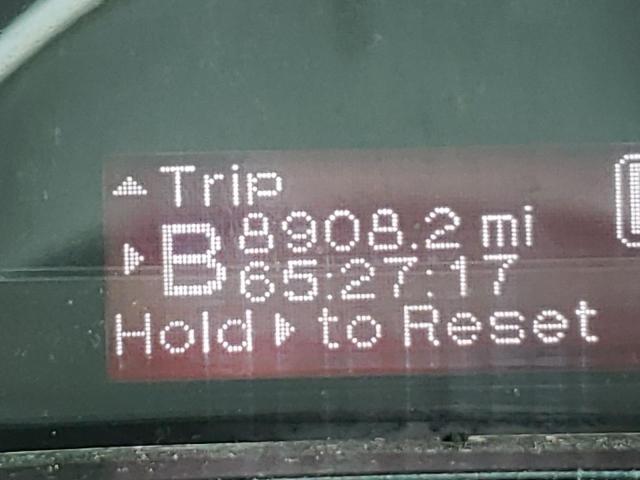 Trip
B 8908.2 mi
65:27:17
Hold to Reset